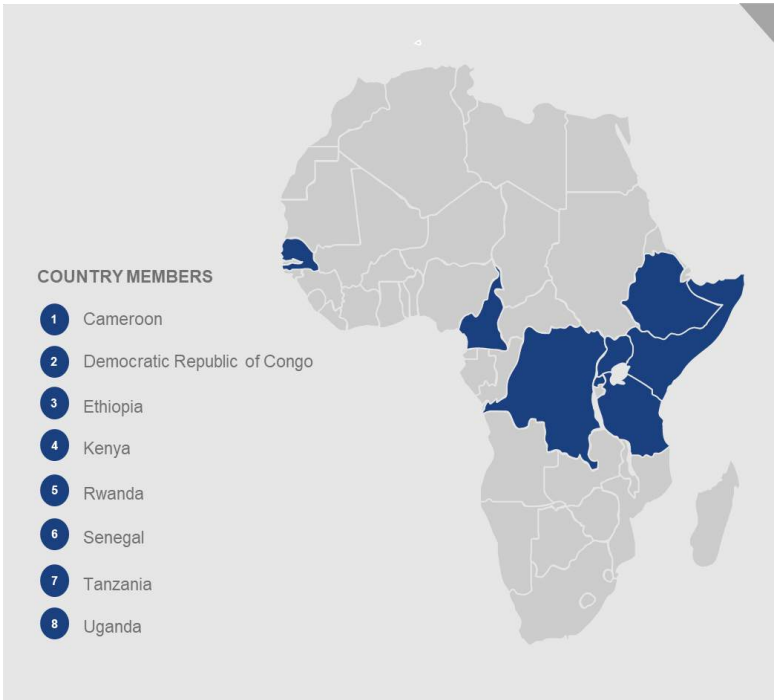 COUNTRY MEMBERS
1 Cameroon
2 Democratic Republic of Congo
3 Ethiopia
4 Kenya
5 Rwanda
6 Senegal
7 Tanzania
8 Uganda